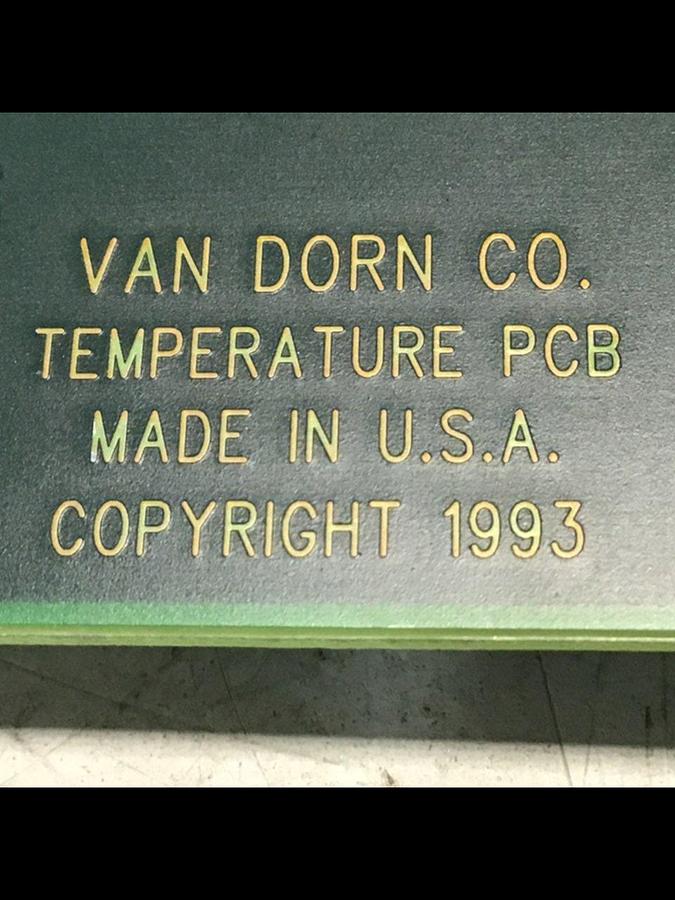 VAN DORN CO.
TEMPERATURE PCB
MADE IN U.S.A.
COPYRIGHT 1993